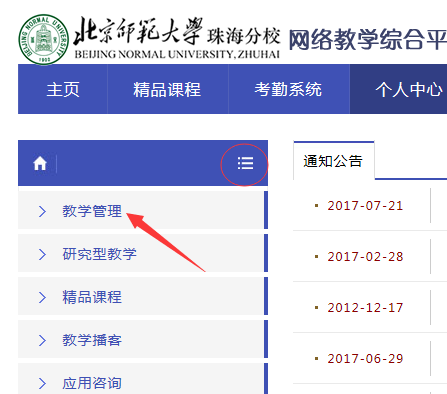 北京师范大学 珠海分校
BEIJING NORMAL UNIVERSITY, ZHUHAI
网络教学综合平
主页 精品课程 考勤系统 个人中心
教学管理
研究型教学
精品课程
教学播客
应用咨询
通知公告
2017-07-21
2017-02-28
2012-12-17
2017-06-29